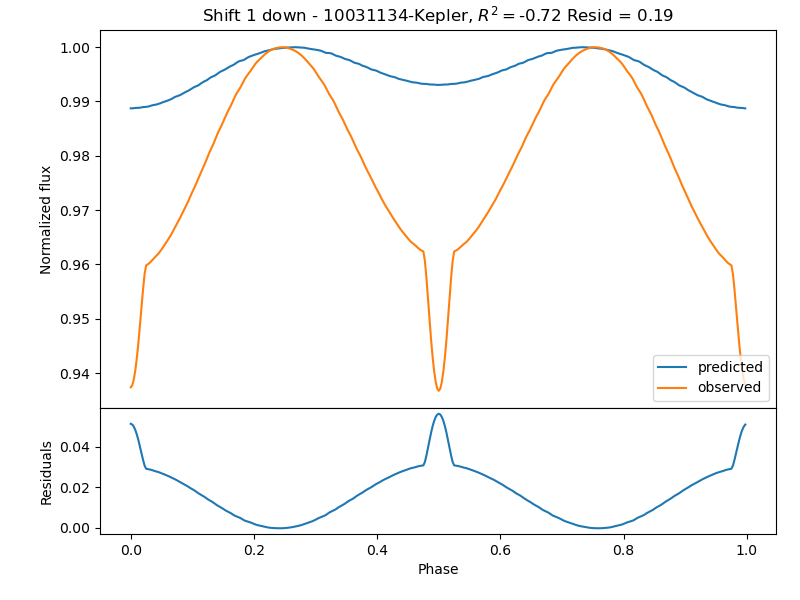 Shift 1 down - 10031134-Kepler, R² = -0.72 Resid = 0.19
1.00
0.99
0.98
0.97
0.96
0.95
0.94
Normalized flux
predicted
observed
0.04
0.02
0.00
Residuals
0.0 0.2 0.4 0.6 0.8 1.0
Phase